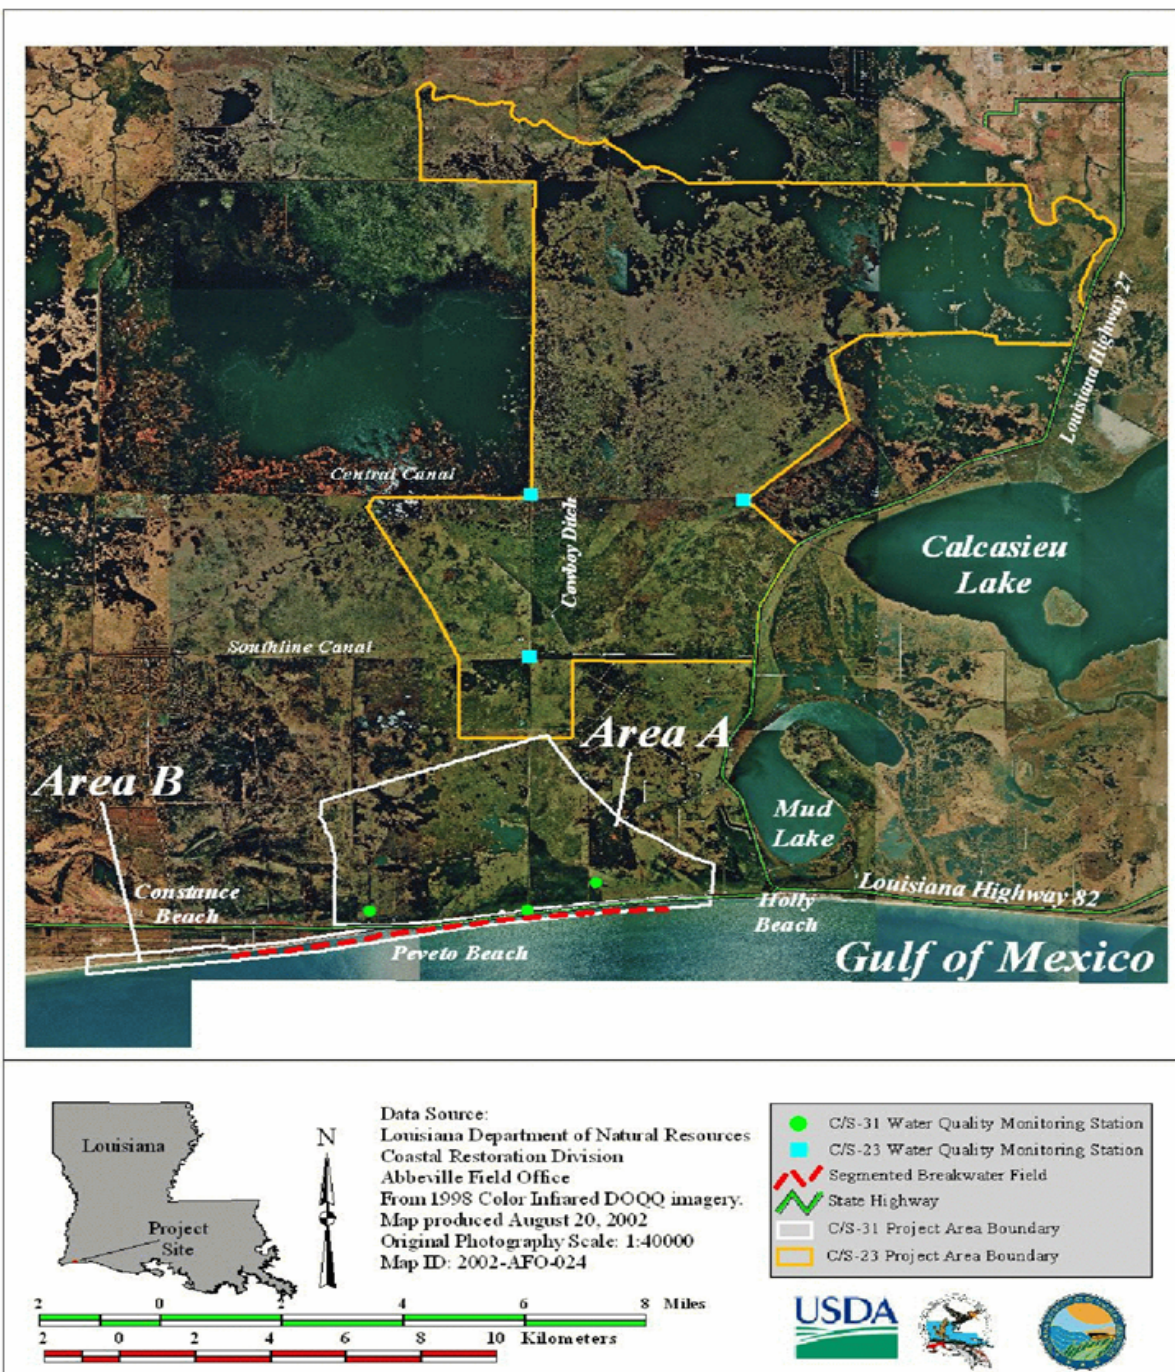 Louisiana Highway 27
Central Canal
Cowboy Ditch
Calcasieu
Lake
Southline Canal
Area A
Area B
Mud
Lake
Constance
Beach
Louisiana Highway 82
Holly
Beach
Peveto Beach
Gulf of Mexico
Louisiana
Project
Site
N
Data Source:
Louisiana Department of Natural Resources
Coastal Restoration Division
Abbeville Field Office
From 1998 Color Infrared DOQQ imagery.
Map produced August 20, 2002
Original Photography Scale: 1:40000
Map ID: 2002-AFO-024
C/S-31 Water Quality Monitoring Station
C/S-23 Water Quality Monitoring Station
Segmented Breakwater Field
State Highway
C/S-31 Project Area Boundary
C/S-23 Project Area Boundary
2 0 2 4 6 8 Miles
2 0 2 4 6 8 10 Kilometers
USDA